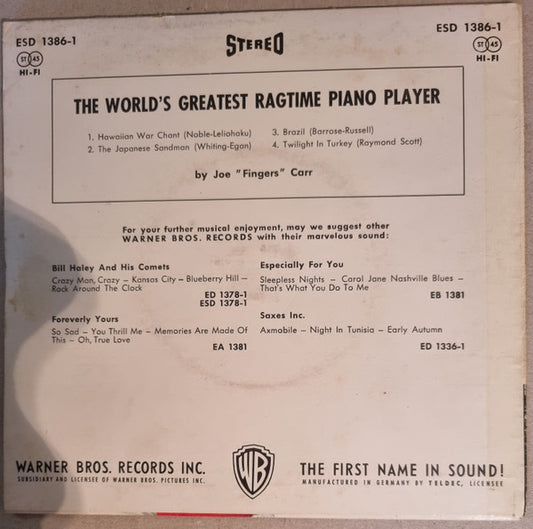 ESD 1386-1
STEREO
ESD 1386-1
ST 45
HI-FI
ST 45
HI-FI
THE WORLD'S GREATEST RAGTIME PIANO PLAYER
1. Hawaiian War Chant (Noble-Leliohaku)
2. The Japanese Sandman (Whiting-Egan)
3. Brazil (Barrose-Russell)
4. Twilight In Turkey (Raymond Scott)
by Joe "Fingers" Carr
For your further musical enjoyment, may we suggest other
WARNER BROS. RECORDS with their marvelous sound:
Bill Haley And His Comets
Crazy Man, Crazy – Kansas City – Blueberry Hill –
Rock Around The Clock
ED 1378-1
ESD 1378-1
Foreverly Yours
So Sad – You Thrill Me – Memories Are Made Of
This – Oh, True Love
EA 1381
Especially For You
Sleepless Nights – Carol Jane Nashville Blues –
That's What You Do To Me
EB 1381
Saxes Inc.
Axmobile – Night In Tunisia – Early Autumn
ED 1336-1
WARNER BROS. RECORDS INC.
SUBSIDIARY AND LICENSEE OF WARNER BROS. PICTURES INC.
WB
THE FIRST NAME IN SOUND!
MANUFACTURED IN GERMANY BY TELDEC, LICENSEE